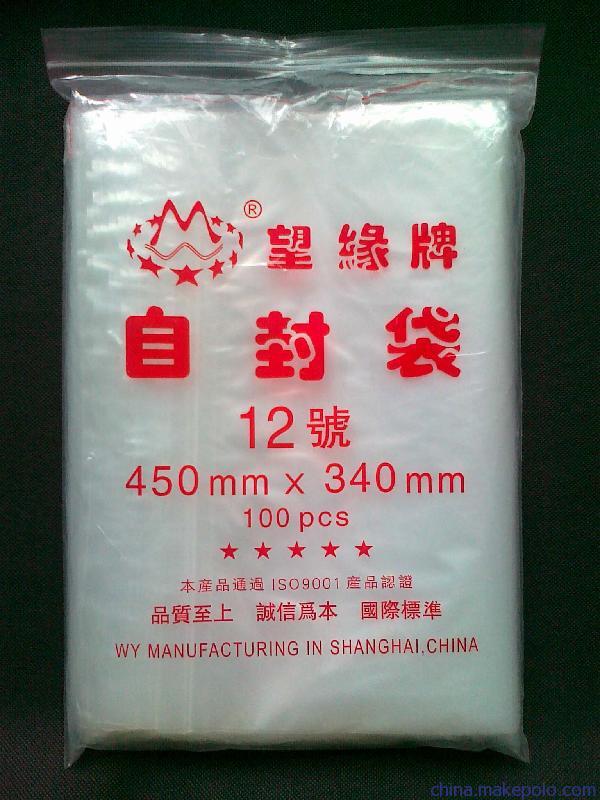 ® 望緣牌
自封袋
12號
450mm x 340mm
100 pcs
★ ★ ★ ★ ★
本產品通過 ISO9001 產品認證
品質至上 誠信爲本 國際標準
WY MANUFACTURING IN SHANGHAI,CHINA
china.makepolo.com